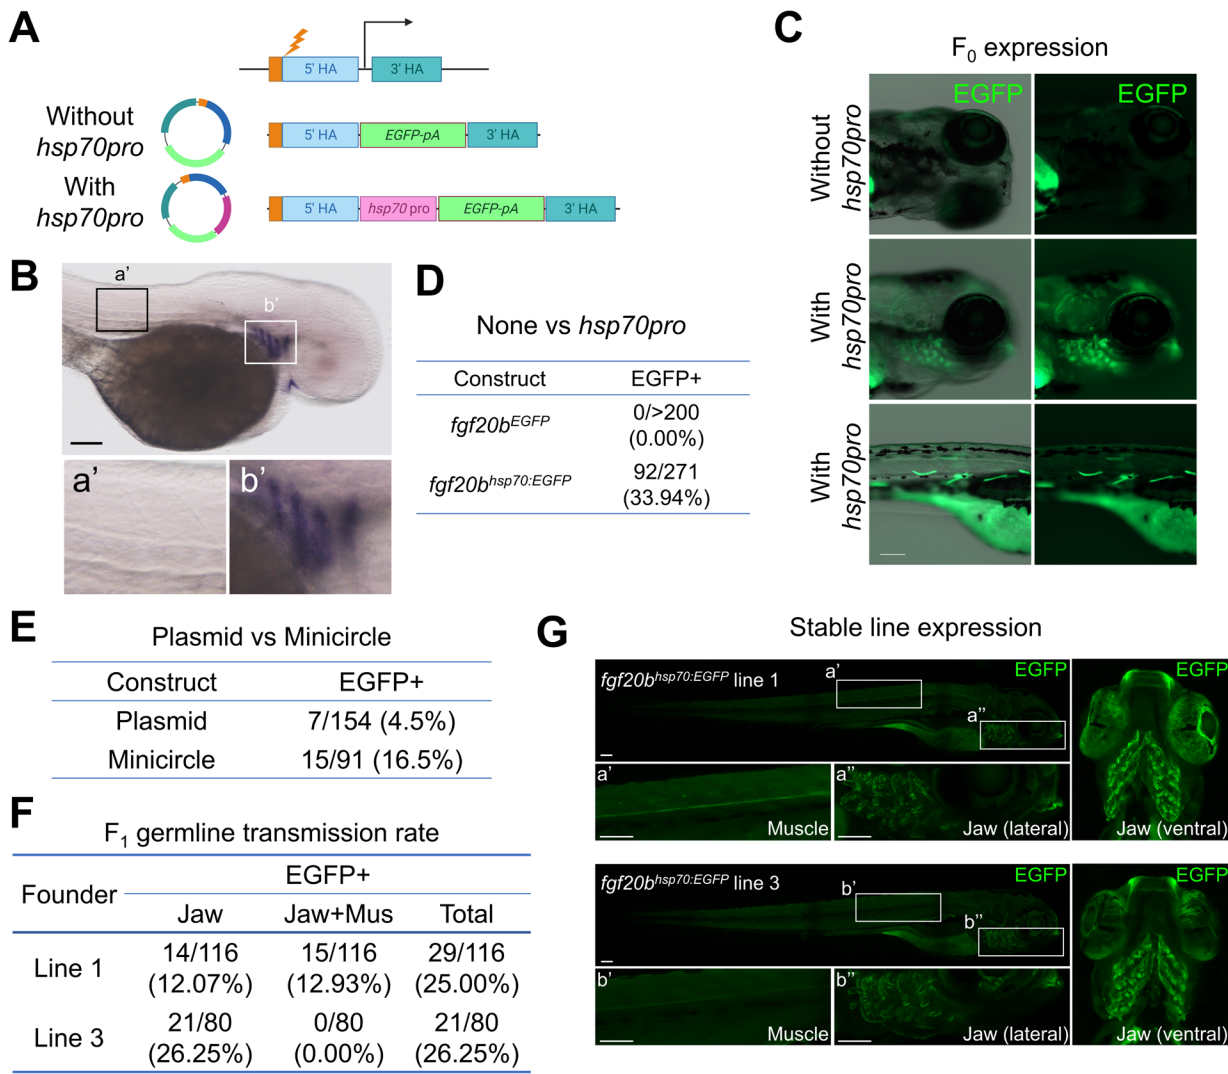 A
5' HA
3' HA
Without
hsp70pro
5' HA
EGFP-pA
3' HA
With
hsp70pro
5' HA
hsp70 pro
EGFP-pA
3' HA
B
a’
b’
a’
b’
C
F0 expression
Without
hsp70pro
EGFP
EGFP
With
hsp70pro
With
hsp70pro
D
None vs hsp70pro
Construct EGFP+
fgf20bEGFP 0/>200
(0.00%)
fgf20bhsp70:EGFP 92/271
(33.94%)
E
Plasmid vs Minicircle
Construct EGFP+
Plasmid 7/154 (4.5%)
Minicircle 15/91 (16.5%)
F
F1 germline transmission rate
Founder EGFP+
Jaw Jaw+Mus Total
Line 1 14/116 15/116 29/116
(12.07%) (12.93%) (25.00%)
Line 3 21/80 0/80 21/80
(26.25%) (0.00%) (26.25%)
G
Stable line expression
fgf20bhsp70:EGFP line 1
a’
EGFP
a’’
EGFP
a’
Muscle
a’’
Jaw (lateral)
Jaw (ventral)
fgf20bhsp70:EGFP line 3
b’
EGFP
b’’
EGFP
b’
Muscle
b’’
Jaw (lateral)
Jaw (ventral)